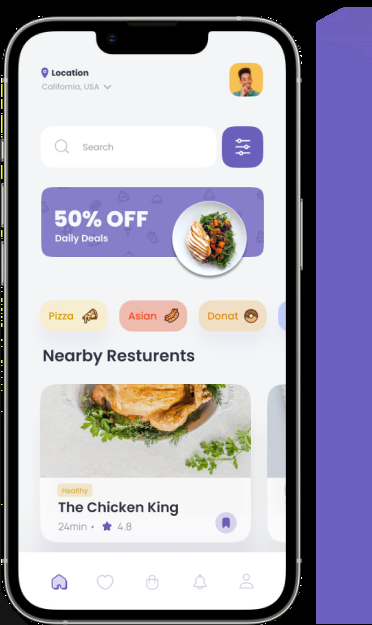 Location
California, USA
Search
50% OFF
Daily Deals
Pizza
Asian
Donat
Nearby Resturents
Healthy
The Chicken King
24min • 4.8